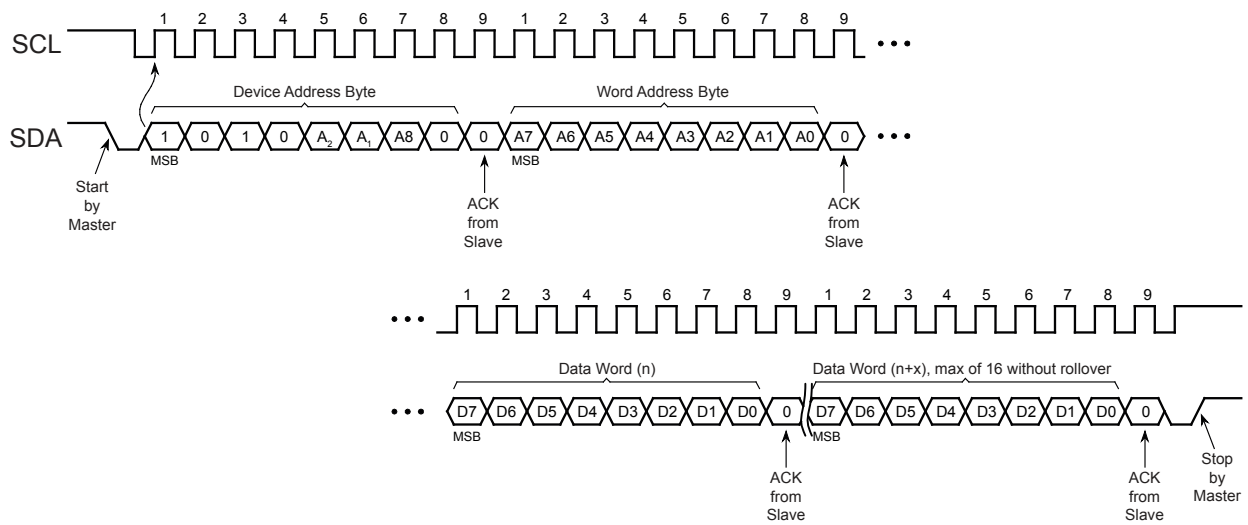 1 2 3 4 5 6 7 8 9 1 2 3 4 5 6 7 8 9
SCL
Device Address Byte Word Address Byte
SDA 1 0 1 0 A₂ A₁ A8 0 0 A7 A6 A5 A4 A3 A2 A1 A0 0
MSB MSB
Start
by
Master
ACK
from
Slave
ACK
from
Slave
1 2 3 4 5 6 7 8 9 1 2 3 4 5 6 7 8 9
Data Word (n) Data Word (n+x), max of 16 without rollover
D7 D6 D5 D4 D3 D2 D1 D0 0 D7 D6 D5 D4 D3 D2 D1 D0 0
MSB MSB
ACK
from
Slave
ACK
from
Slave
Stop
by
Master